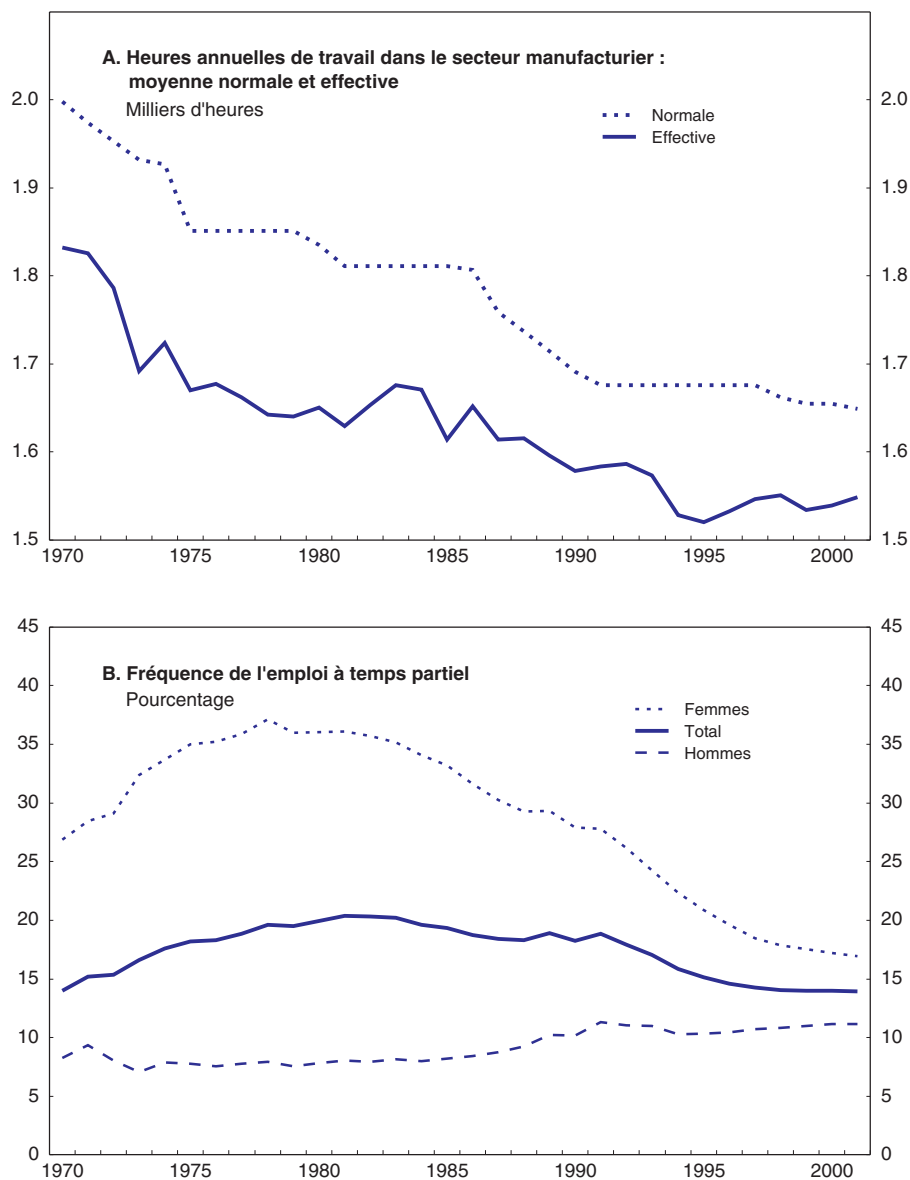 A. Heures annuelles de travail dans le secteur manufacturier :
moyenne normale et effective
Milliers d'heures
Normale
Effective
2.0 2.0
1.9 1.9
1.8 1.8
1.7 1.7
1.6 1.6
1.5 1.5
1970 1975 1980 1985 1990 1995 2000
45 45
B. Fréquence de l'emploi à temps partiel
Pourcentage
Femmes
Total
Hommes
40 40
35 35
30 30
25 25
20 20
15 15
10 10
5 5
0 0
1970 1975 1980 1985 1990 1995 2000